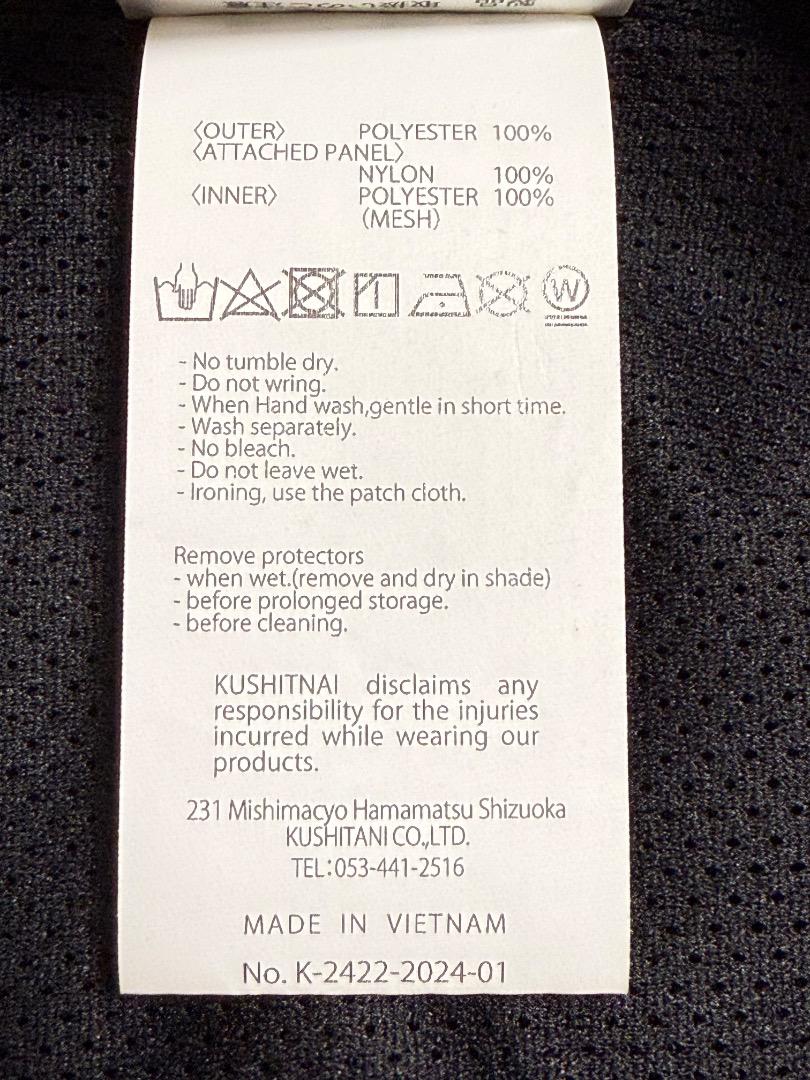 〈OUTER〉 POLYESTER 100%
〈ATTACHED PANEL〉
NYLON 100%
〈INNER〉 POLYESTER 100%
(MESH)
W
- No tumble dry.
- Do not wring.
- When Hand wash,gentle in short time.
- Wash separately.
- No bleach.
- Do not leave wet.
- Ironing, use the patch cloth.
Remove protectors
- when wet.(remove and dry in shade)
- before prolonged storage.
- before cleaning.
KUSHITNAI disclaims any
responsibility for the injuries
incurred while wearing our
products.
231 Mishimacyo Hamamatsu Shizuoka
KUSHITANI CO.,LTD.
TEL:053-441-2516
MADE IN VIETNAM
No. K-2422-2024-01